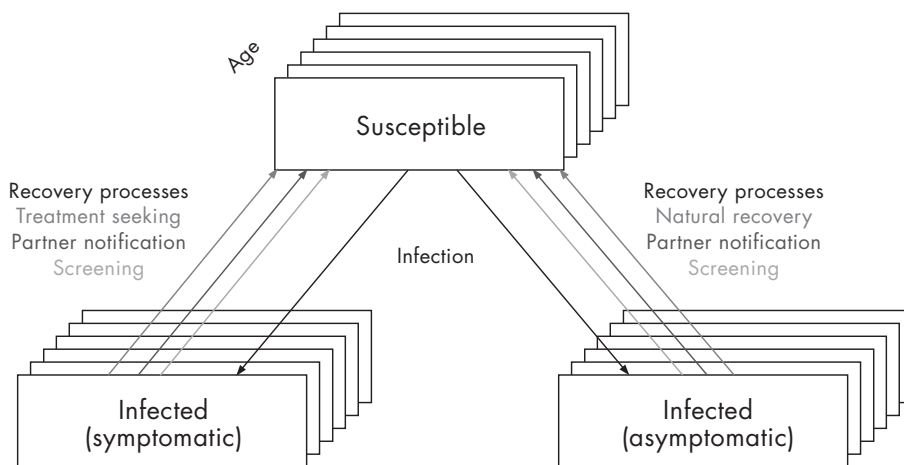 Age
Susceptible
Recovery processes
Treatment seeking
Partner notification
Screening
Infection
Recovery processes
Natural recovery
Partner notification
Screening
Infected
(symptomatic)
Infected
(asymptomatic)